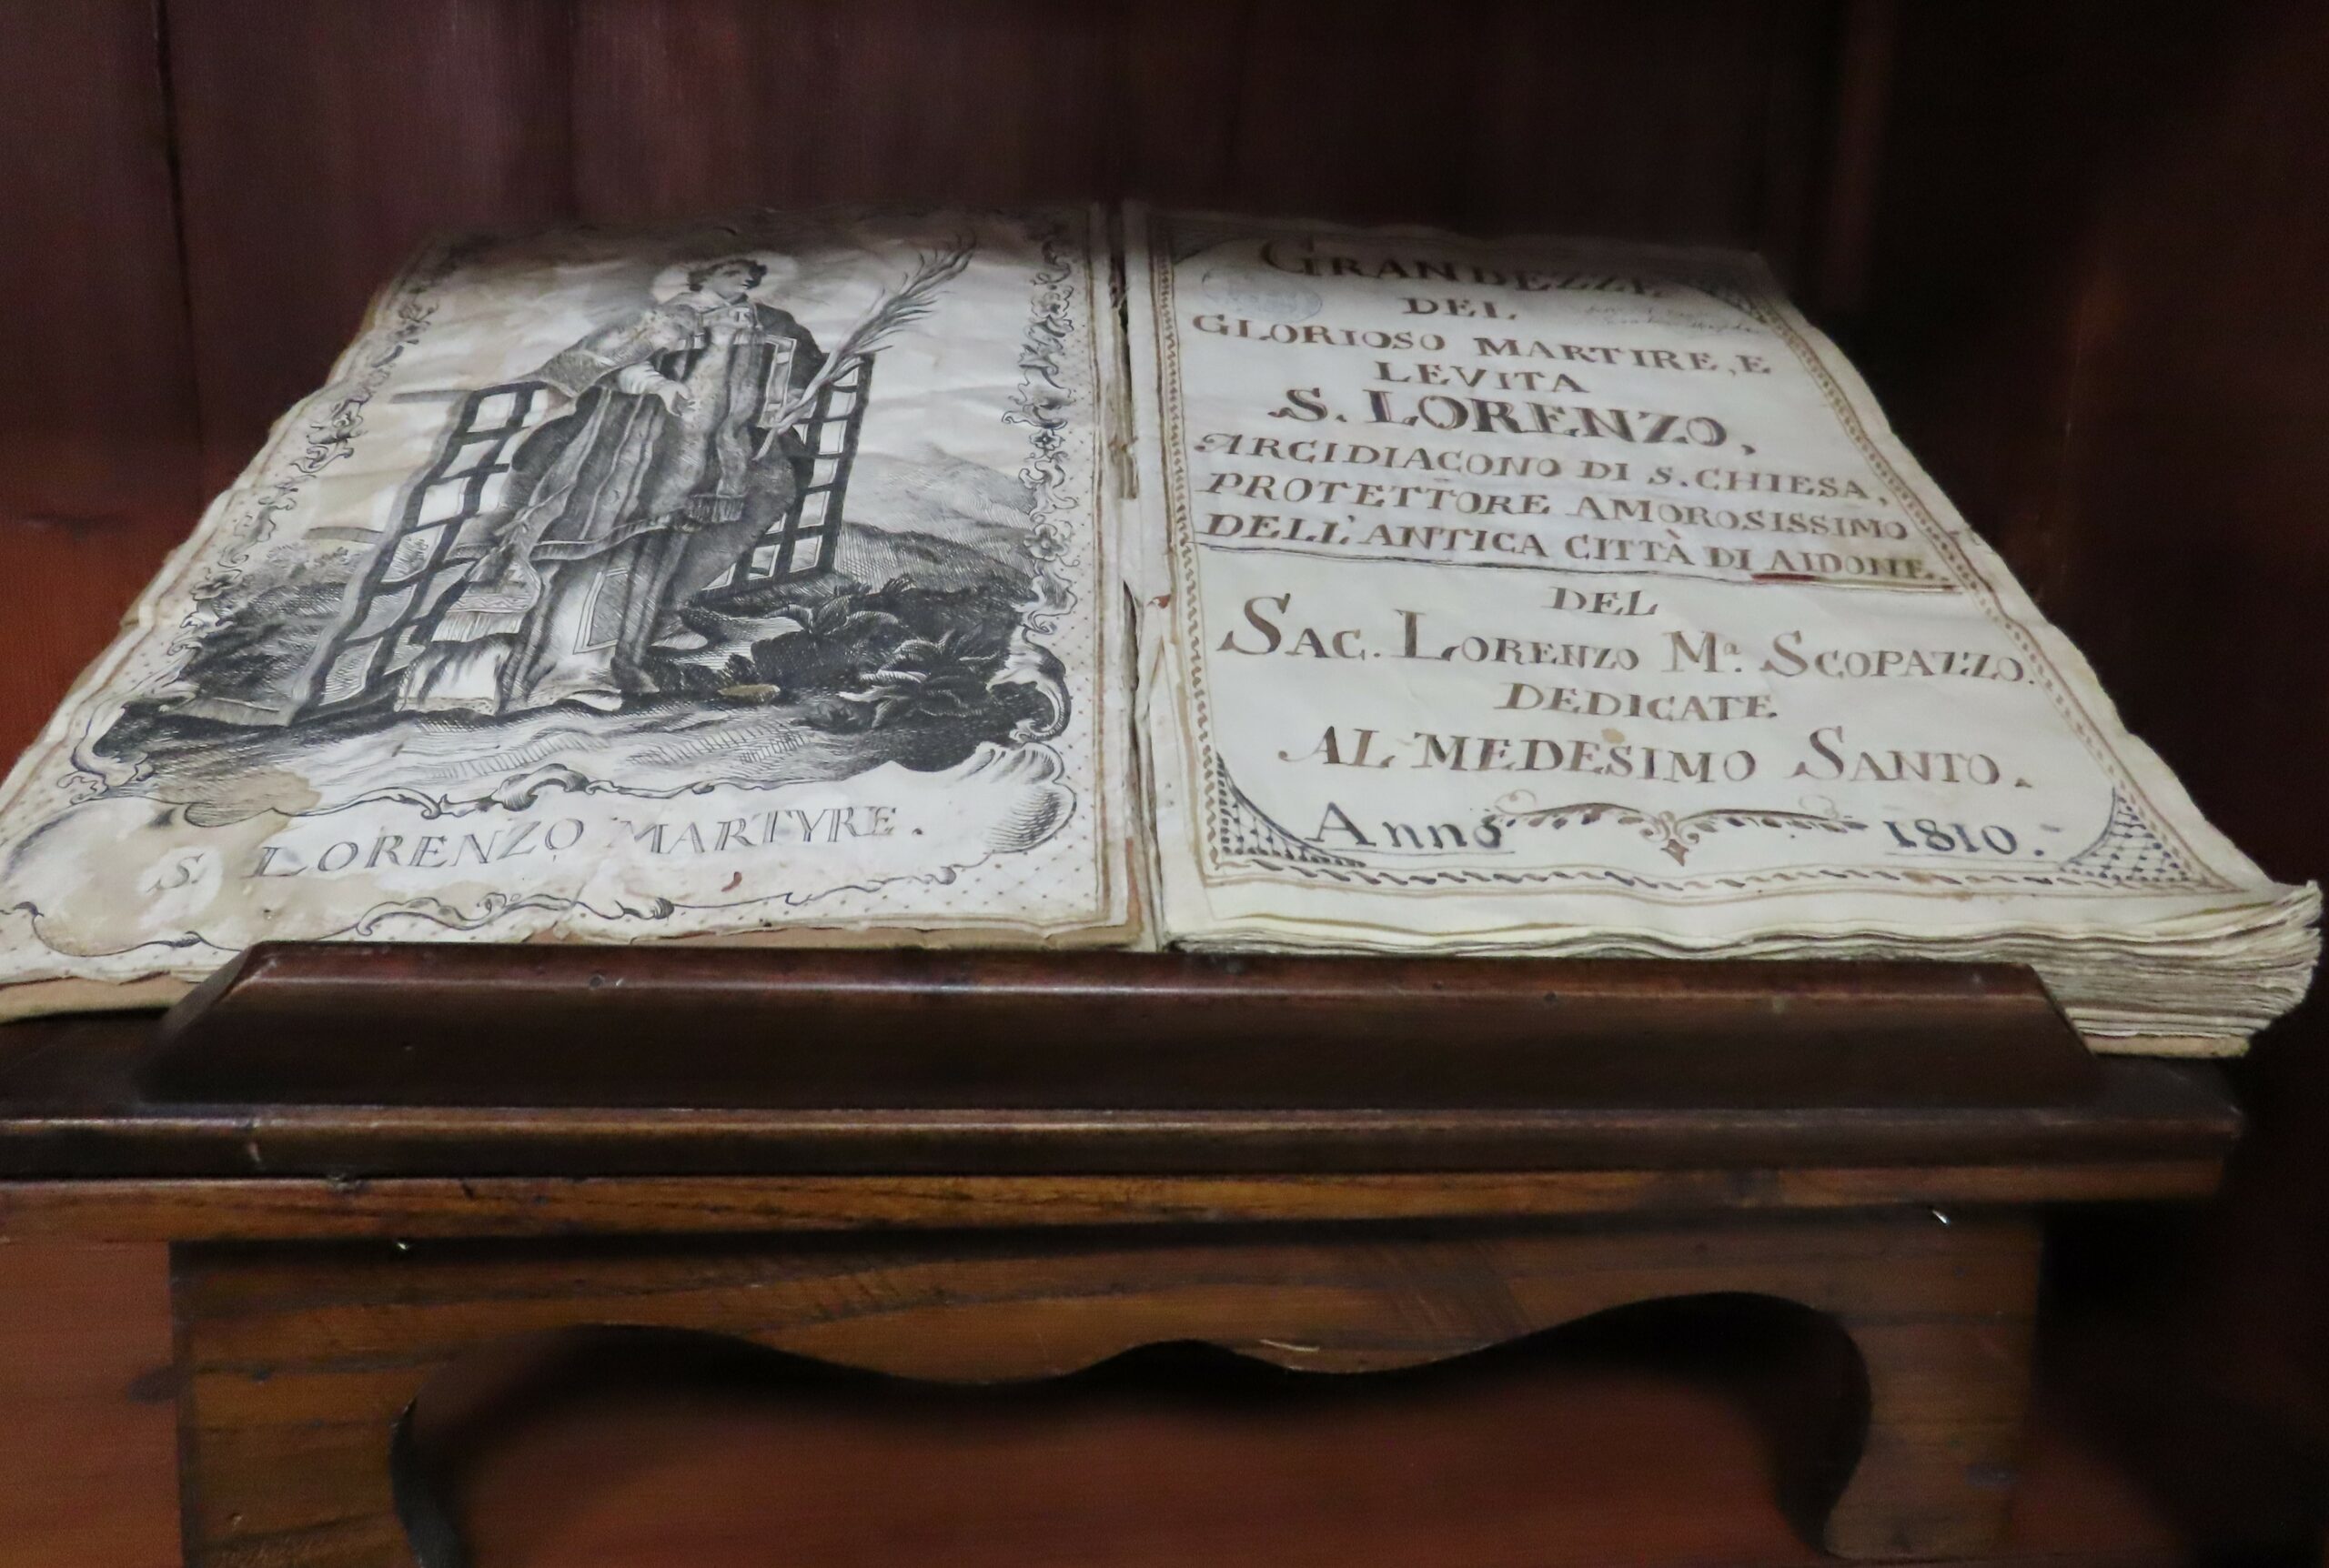 S. LORENZO MARTYRE.
GRANDEZZE
DEL
GLORIOSO MARTIRE, E
LEVITA
S. LORENZO,
ARCIDIACONO DI S. CHIESA,
PROTETTORE AMOROSISSIMO
DELL'ANTICA CITTÀ DI AIDONE.
DEL
SAC. LORENZO Mª. SCOPAZZO.
DEDICATE
AL MEDESIMO SANTO.
Anno 1810.